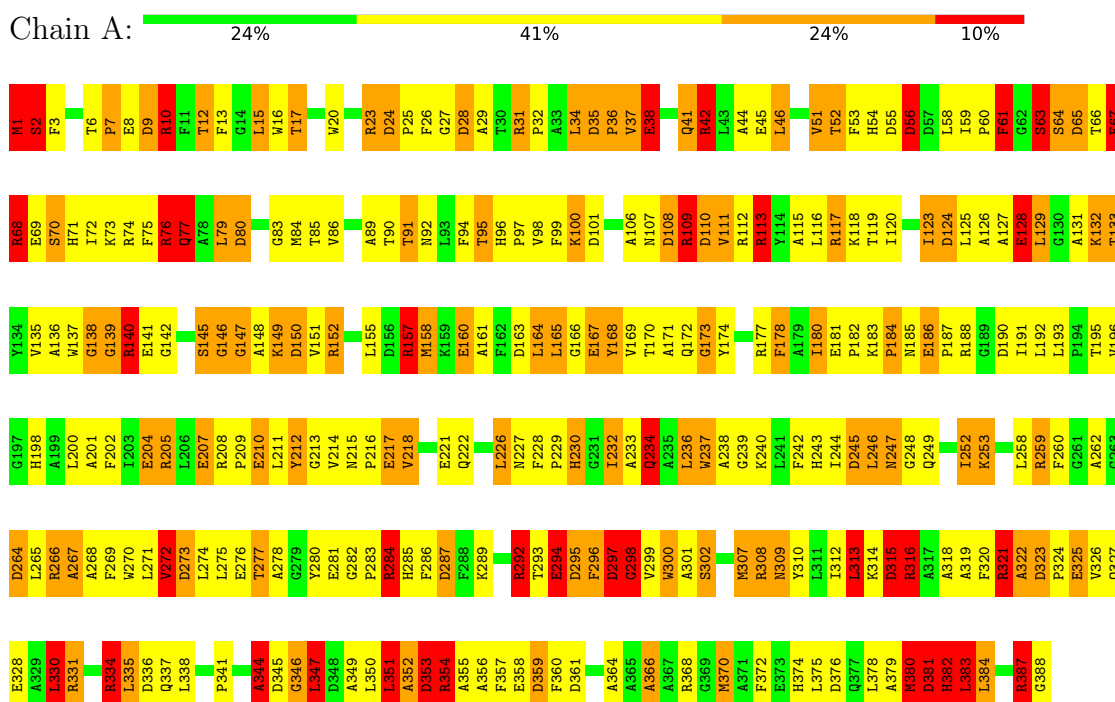 Chain A:
24% 41% 24% 10%
M1 S2 F3 T6 P7 E8 D9 R10 F11 T12 F13 G14 L15 W16 T17 W20 R23 D24 P25 F26 G27 D28 A29 T30 R31 P32 A33 L34 D35 P36 V37 E38 Q41 R42 L43 A44 E45 L46 V51 T52 F53 H54 D55 D56 D57 L58 I59 P60 F61 G62 S63 S64 D65 T66 E67
R68 E69 S70 H71 I72 K73 R74 F75 R76 Q77 A78 L79 D80 G83 M84 T85 V86 A89 T90 T91 N92 L93 F94 T95 H96 P97 V98 F99 K100 D101 A106 N107 D108 R109 D110 V111 R112 R113 Y114 A115 L116 R117 K118 T119 I120 I123 D124 L125 A126 A127 E128 L129 G130 A131 K132 T133
Y134 V135 A136 W137 G138 G139 R140 E141 G142 S145 G146 G147 A148 K149 D150 V151 R152 L155 D156 R157 M158 K159 E160 A161 F162 D163 L164 L165 G166 E167 Y168 V169 T170 A171 Q172 G173 Y174 R177 F178 A179 I180 E181 P182 K183 P184 N185 E186 P187 R188 G189 D190 I191 L192 L193 P194 T195 V196
G197 H198 A199 L200 A201 F202 I203 E204 R205 L206 E207 R208 P209 E210 L211 Y212 G213 V214 N215 P216 E217 V218 E221 Q222 L226 N227 F228 P229 H230 G231 I232 A233 Q234 A235 L236 W237 A238 G239 K240 L241 F242 H243 I244 D245 L246 N247 G248 Q249 I252 K253 L258 R259 F260 G261 A262 G263
D264 L265 R266 A267 A268 F269 W270 L271 V272 D273 L274 L275 E276 T277 A278 G279 Y280 E281 G282 P283 R284 H285 F286 D287 F288 K289 R292 T293 E294 D295 F296 D297 G298 V299 W300 A301 S302 M307 R308 N309 Y310 L311 I312 L313 K314 D315 R316 A317 A318 A319 F320 R321 A322 D323 P324 E325 V326 R327
E328 A329 L330 R331 R334 L335 D336 Q337 L338 P341 A344 D345 G346 L347 D348 A349 L350 L351 A352 D353 R354 A355 A356 F357 E358 D359 F360 D361 A364 A365 A366 A367 R368 G369 M370 A371 F372 E373 H374 L375 D376 Q377 L378 A379 M380 D381 H382 L383 L384 R387 G388